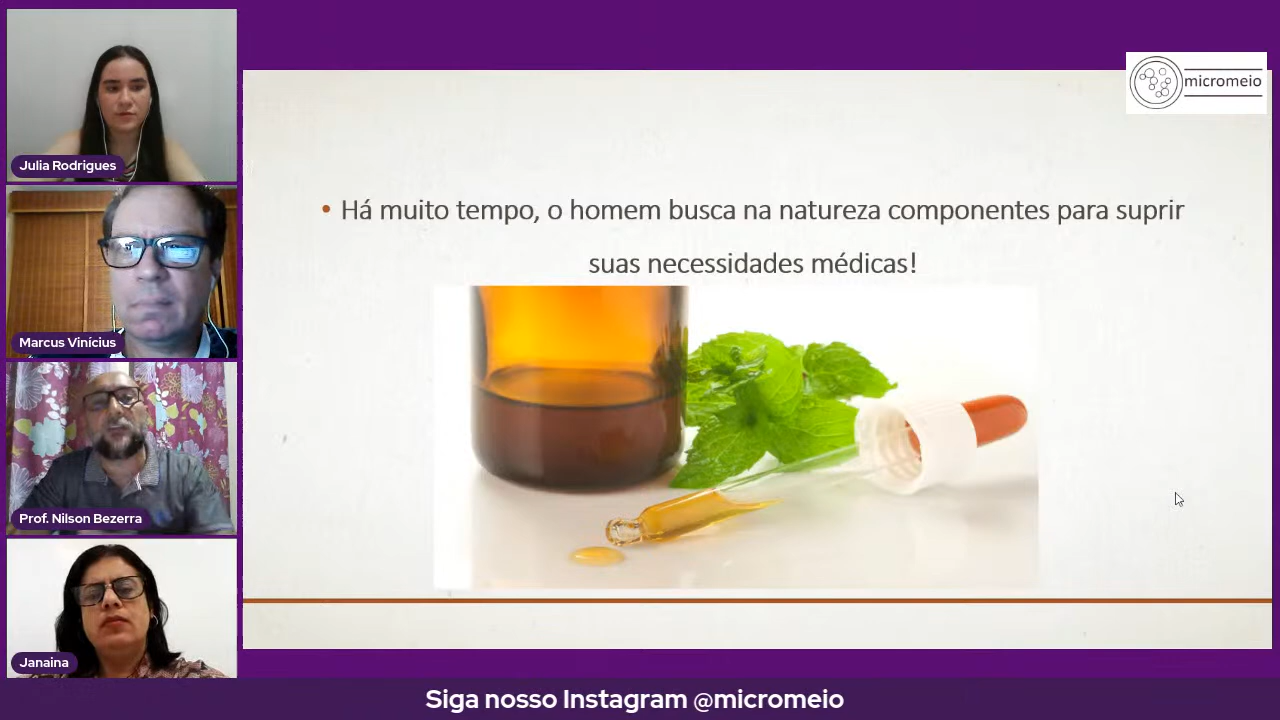 Julia Rodrigues
Marcus Vinícius
Prof. Nilson Bezerra
Janaina
micromeio
• Há muito tempo, o homem busca na natureza componentes para suprir
suas necessidades médicas!
Siga nosso Instagram @micromeio